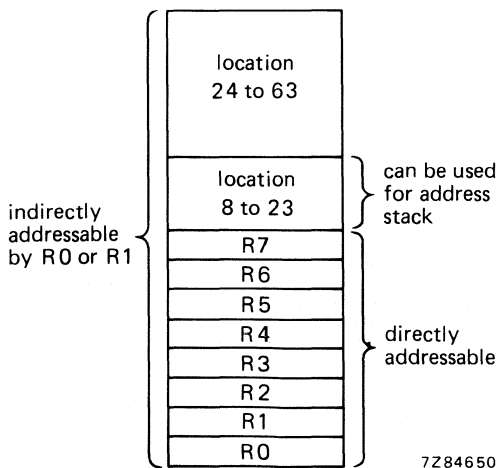 location
24 to 63
location
8 to 23
can be used
for address
stack
indirectly
addressable
by R0 or R1
R7
R6
R5
R4
R3
R2
R1
R0
directly
addressable
7Z84650